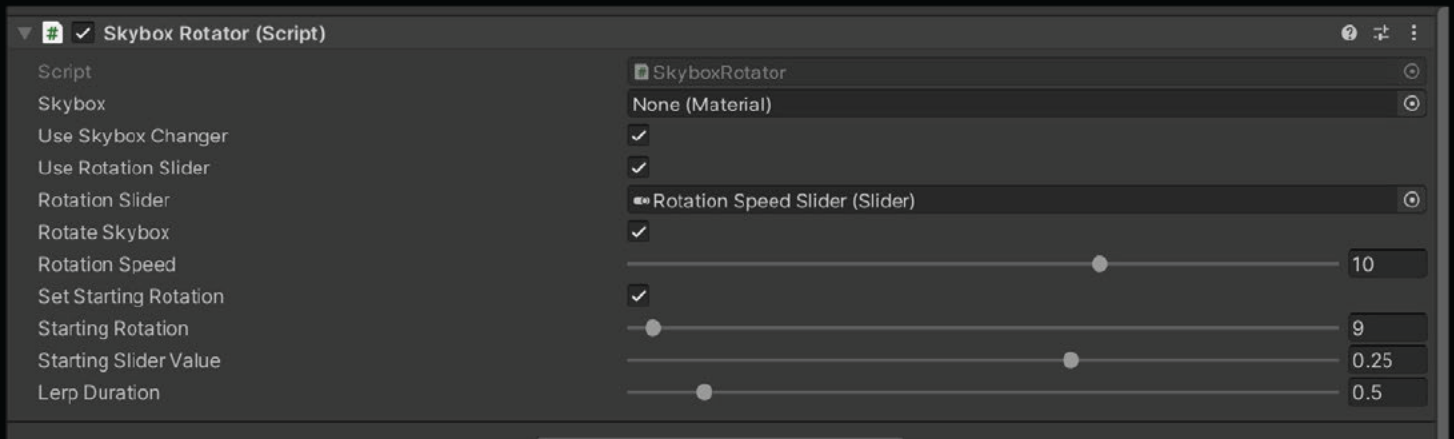 Skybox Rotator (Script)
Script SkyboxRotator
Skybox None (Material)
Use Skybox Changer
Use Rotation Slider
Rotation Slider Rotation Speed Slider (Slider)
Rotate Skybox
Rotation Speed 10
Set Starting Rotation
Starting Rotation 9
Starting Slider Value 0.25
Lerp Duration 0.5